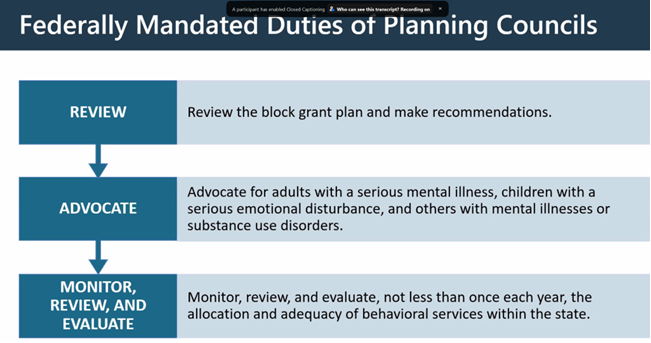 A participant has enabled Closed Captioning
Who can see this transcript? Recording on
Federally Mandated Duties of Planning Councils
REVIEW
Review the block grant plan and make recommendations.
ADVOCATE
Advocate for adults with a serious mental illness, children with a
serious emotional disturbance, and others with mental illnesses or
substance use disorders.
MONITOR,
REVIEW, AND
EVALUATE
Monitor, review, and evaluate, not less than once each year, the
allocation and adequacy of behavioral services within the state.